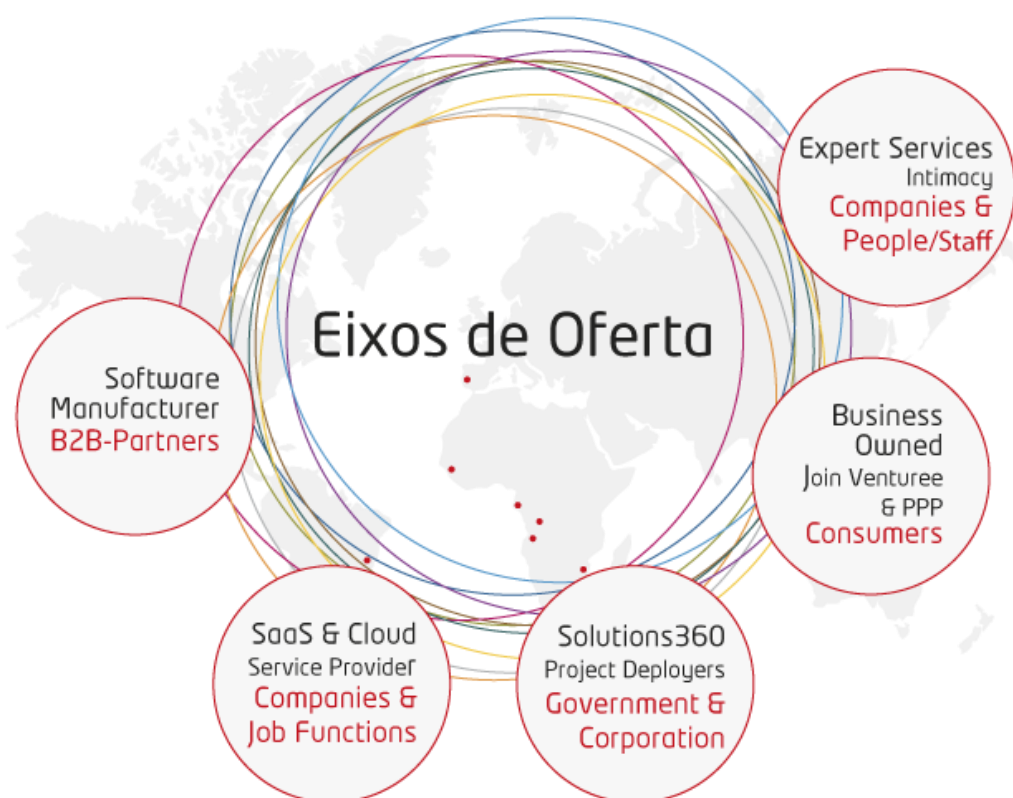 Eixos de Oferta
Expert Services
Intimacy
Companies &
People/Staff
Business
Owned
Join Venturee
& PPP
Consumers
Solutions360
Project Deployers
Government &
Corporation
SaaS & Cloud
Service Provider
Companies &
Job Functions
Software
Manufacturer
B2B-Partners